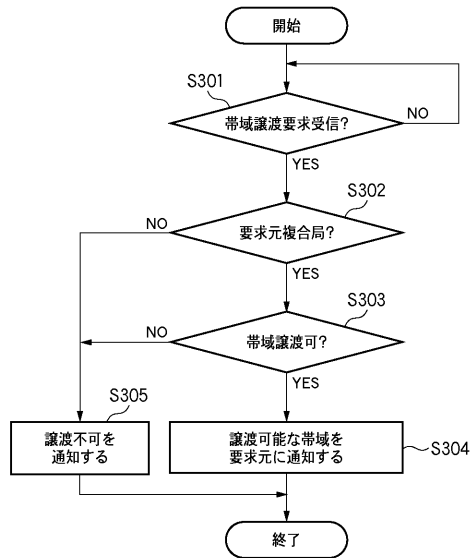 開始
S301
帯域譲渡要求受信?
NO
YES
S302
要求元複合局?
NO
YES
S303
帯域譲渡可?
NO
YES
S305
譲渡不可を
通知する
譲渡可能な帯域を
要求元に通知する
S304
終了